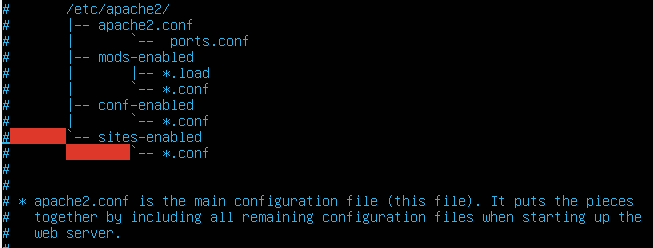 #       /etc/apache2/
#       |-- apache2.conf
#       |       `--  ports.conf
#       |-- mods-enabled
#       |       |-- *.load
#       |       `-- *.conf
#       |-- conf-enabled
#       |       `-- *.conf
#       `-- sites-enabled
#               `-- *.conf
#
#
# * apache2.conf is the main configuration file (this file). It puts the pieces
#   together by including all remaining configuration files when starting up the
#   web server.